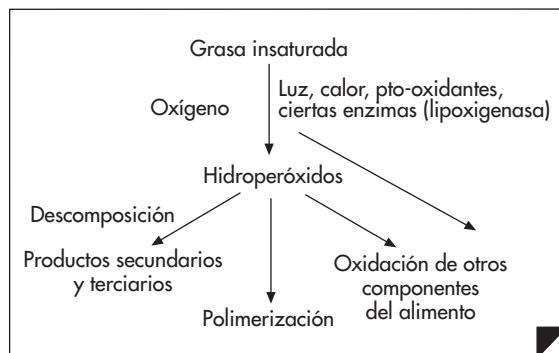 Grasa insaturada
Oxígeno
Luz, calor, pto-oxidantes,
ciertas enzimas (lipoxigenasa)
Hidroperóxidos
Descomposición
Productos secundarios
y terciarios
Polimerización
Oxidación de otros
componentes
del alimento